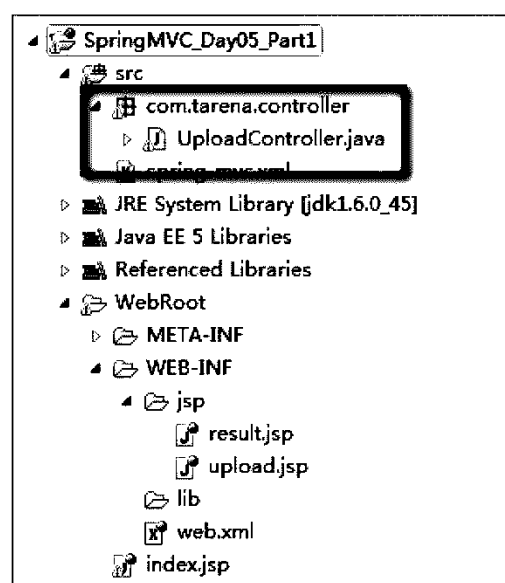 SpringMVC_Day05_Part1
src
com.tarena.controller
UploadController.java
spring-mvc.xml
JRE System Library [jdk1.6.0_45]
Java EE 5 Libraries
Referenced Libraries
WebRoot
META-INF
WEB-INF
jsp
result.jsp
upload.jsp
lib
web.xml
index.jsp